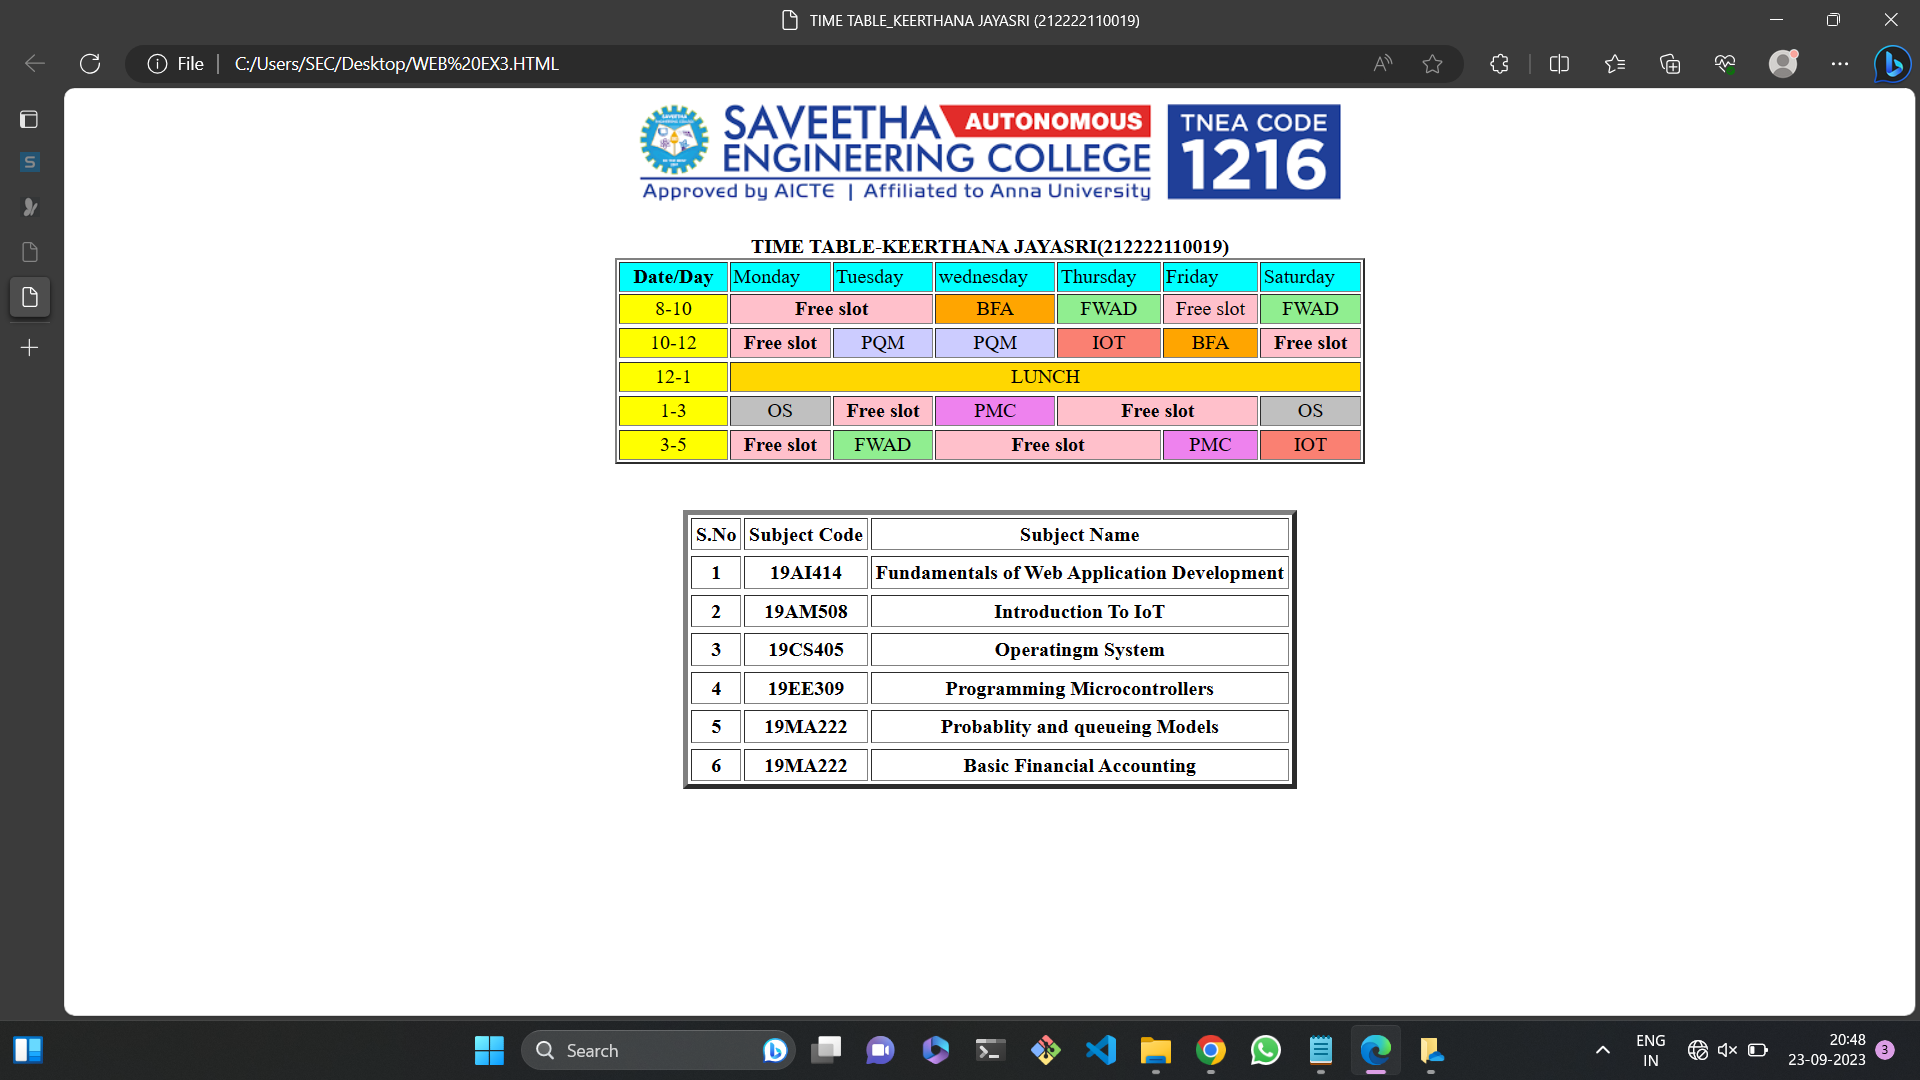 TIME TABLE_KEERTHANA JAYASRI (212222110019)
File | C:/Users/SEC/Desktop/WEB%20EX3.HTML
SAVEETHA AUTONOMOUS
ENGINEERING COLLEGE
Approved by AICTE | Affiliated to Anna University
TNEA CODE
1216
TIME TABLE-KEERTHANA JAYASRI(212222110019)
Date/Day Monday Tuesday wednesday Thursday Friday Saturday
8-10 Free slot BFA FWAD Free slot FWAD
10-12 Free slot PQM PQM IOT BFA Free slot
12-1 LUNCH
1-3 OS Free slot PMC Free slot OS
3-5 Free slot FWAD Free slot PMC IOT
S.No Subject Code Subject Name
1 19AI414 Fundamentals of Web Application Development
2 19AM508 Introduction To IoT
3 19CS405 Operatingm System
4 19EE309 Programming Microcontrollers
5 19MA222 Probablity and queueing Models
6 19MA222 Basic Financial Accounting
Search
ENG
IN
20:48
23-09-2023
3